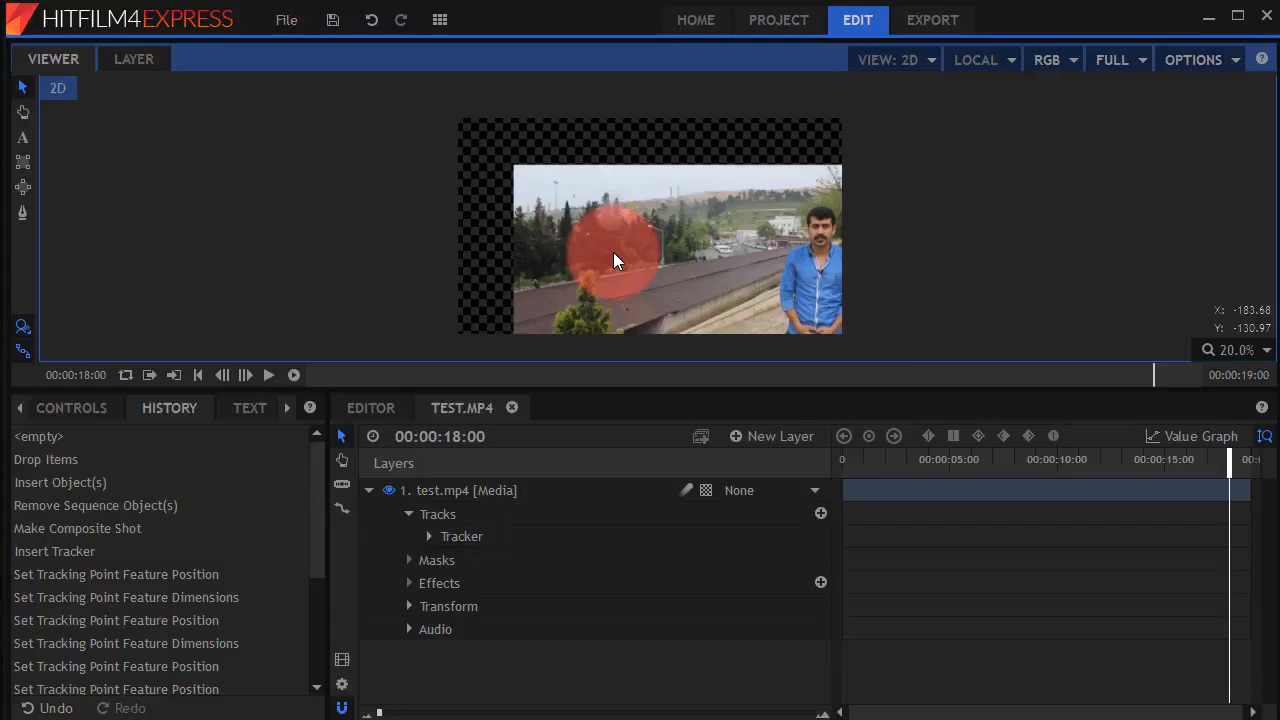 HITFILM4EXPRESS File HOME PROJECT EDIT EXPORT
VIEWER LAYER VIEW: 2D LOCAL RGB FULL OPTIONS
2D
A
X: -183.68
Y: -130.97
20.0%
00:00:18:00 00:00:19:00
CONTROLS HISTORY TEXT EDITOR TEST.MP4
<empty> 00:00:18:00 New Layer Value Graph
Drop Items Layers 0 00:00:05:00 00:00:10:00 00:00:15:00 00:0
Insert Object(s) 1. test.mp4 [Media] None
Remove Sequence Object(s) Tracks
Make Composite Shot Tracker
Insert Tracker Masks
Set Tracking Point Feature Position Effects
Set Tracking Point Feature Dimensions Transform
Set Tracking Point Feature Position Audio
Set Tracking Point Feature Dimensions
Set Tracking Point Feature Position
Set Tracking Point Feature Position
Undo Redo